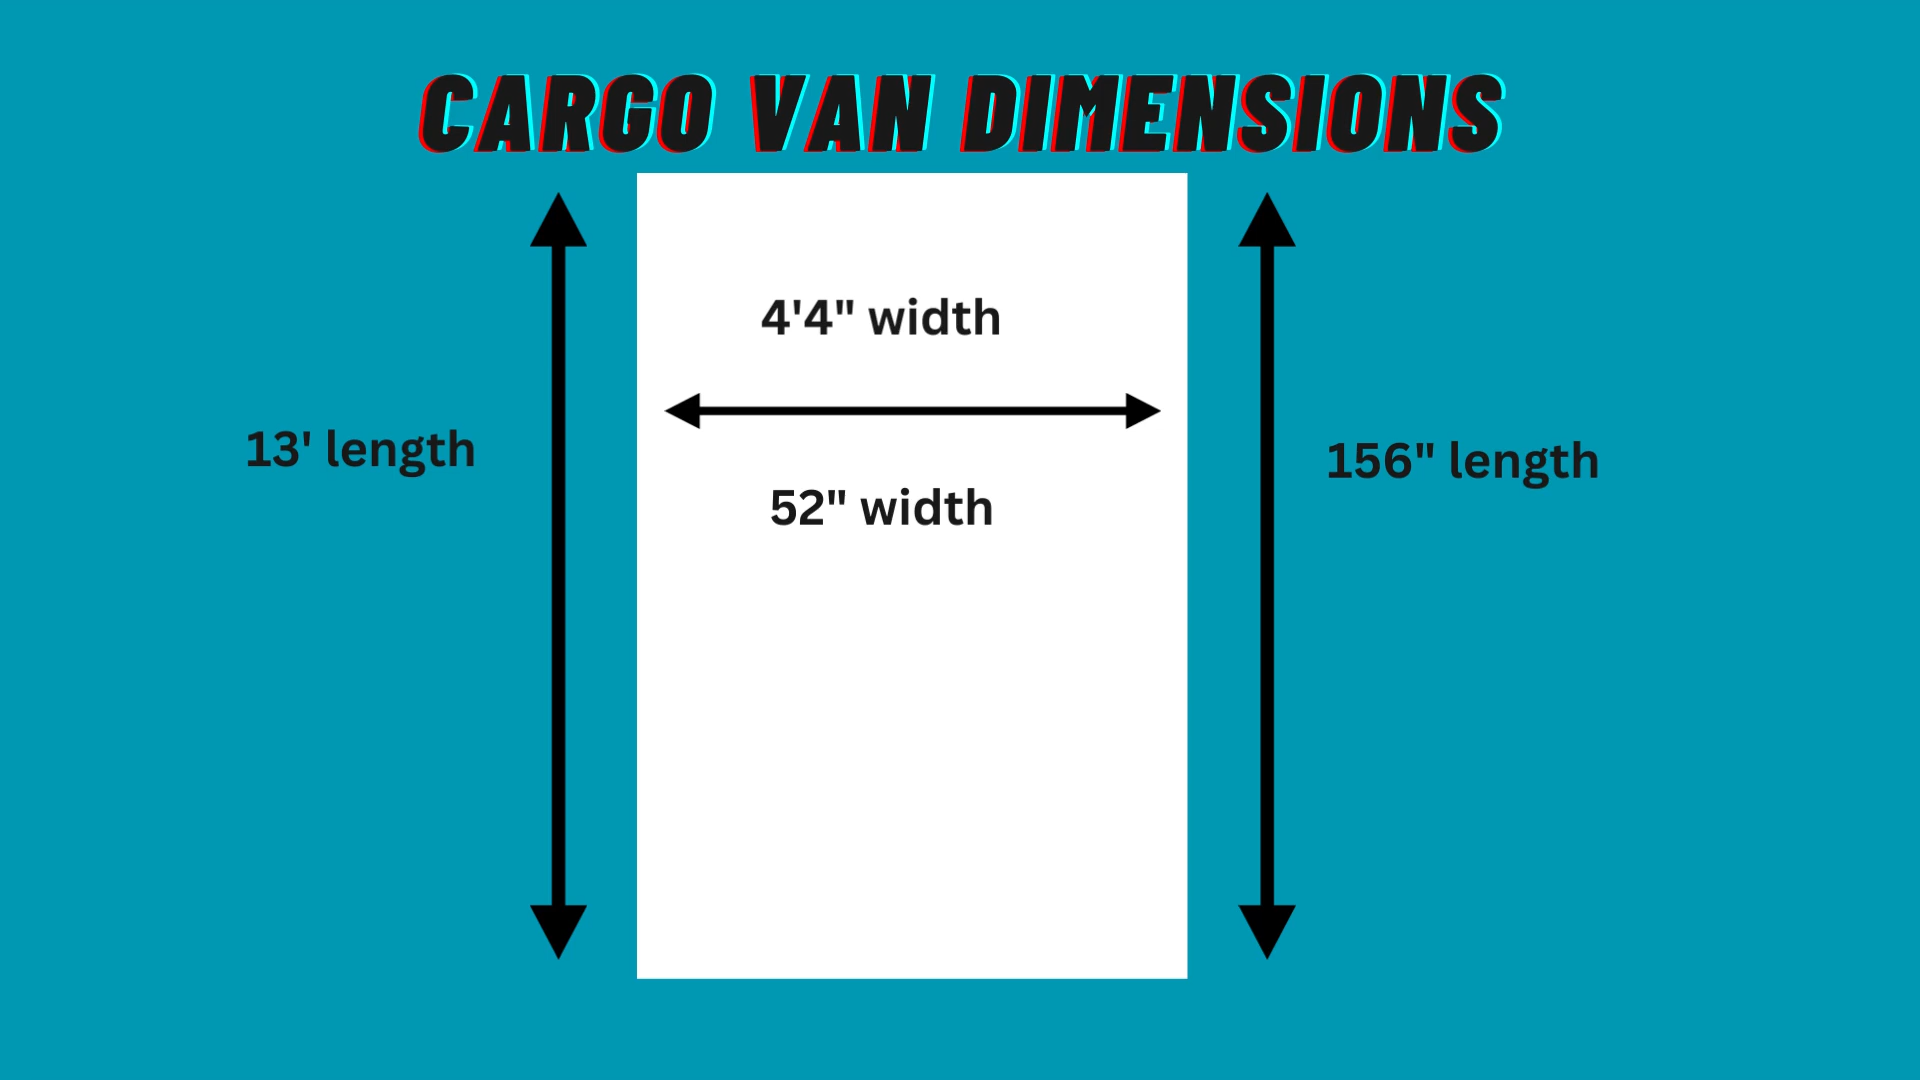 CARGO VAN DIMENSIONS
4'4" width
13' length
156" length
52" width